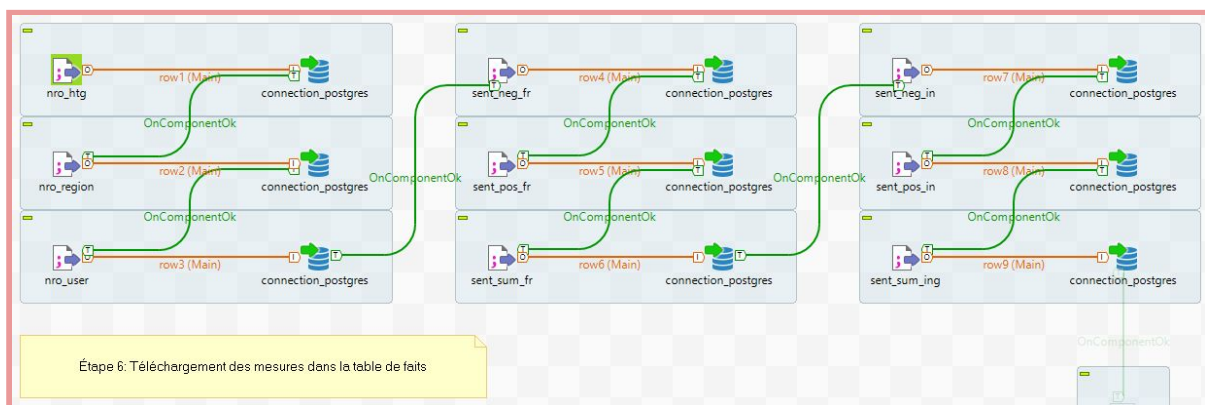 row1 (Main)
nro_htg
connection_postgres
OnComponentOk
row2 (Main)
nro_region
connection_postgres
OnComponentOk
row3 (Main)
nro_user
connection_postgres
OnComponentOk
row4 (Main)
sent_neg_fr
connection_postgres
OnComponentOk
row5 (Main)
sent_pos_fr
connection_postgres
OnComponentOk
row6 (Main)
sent_sum_fr
connection_postgres
OnComponentOk
row7 (Main)
sent_neg_in
connection_postgres
OnComponentOk
row8 (Main)
sent_pos_in
connection_postgres
OnComponentOk
row9 (Main)
sent_sum_ing
connection_postgres
OnComponentOk
Étape 6: Téléchargement des mesures dans la table de faits